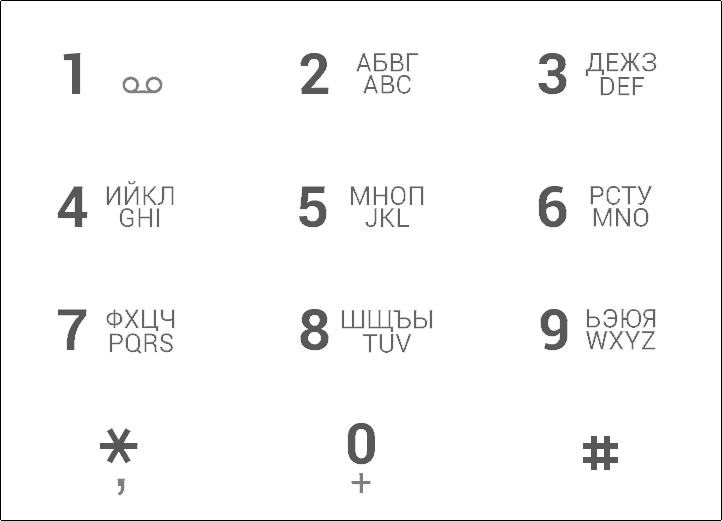 1
2 АБВГ
ABC
3 ДЕЖЗ
DEF
4 ИЙКЛ
GHI
5 МНОП
JKL
6 РСТУ
MNO
7 ФХЦЧ
PQRS
8 ШЩЪЫ
TUV
9 ЬЭЮЯ
WXYZ
*
,
0
+
#